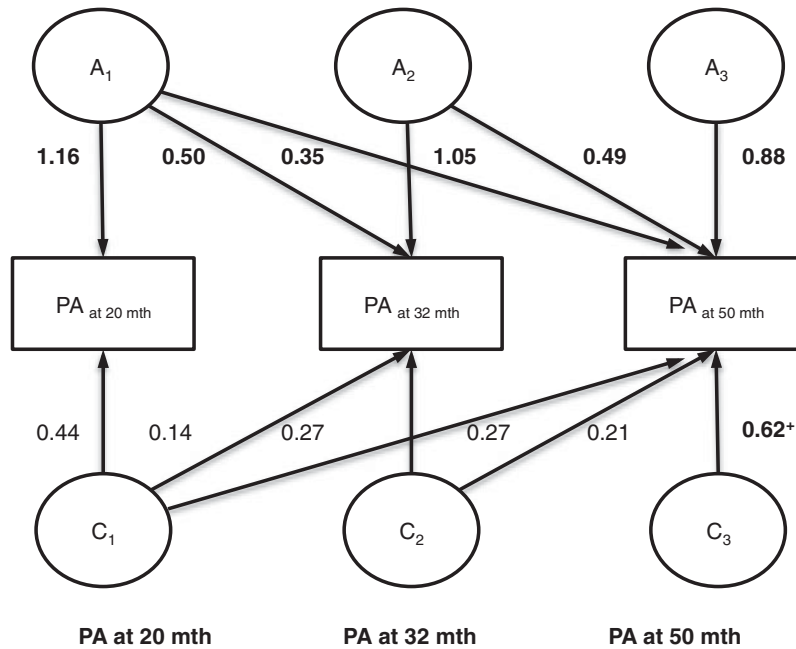 A₁ A₂ A₃
1.16 0.50 0.35 1.05 0.49 0.88
PA at 20 mth PA at 32 mth PA at 50 mth
0.44 0.14 0.27 0.27 0.21 0.62⁺
C₁ C₂ C₃
PA at 20 mth PA at 32 mth PA at 50 mth